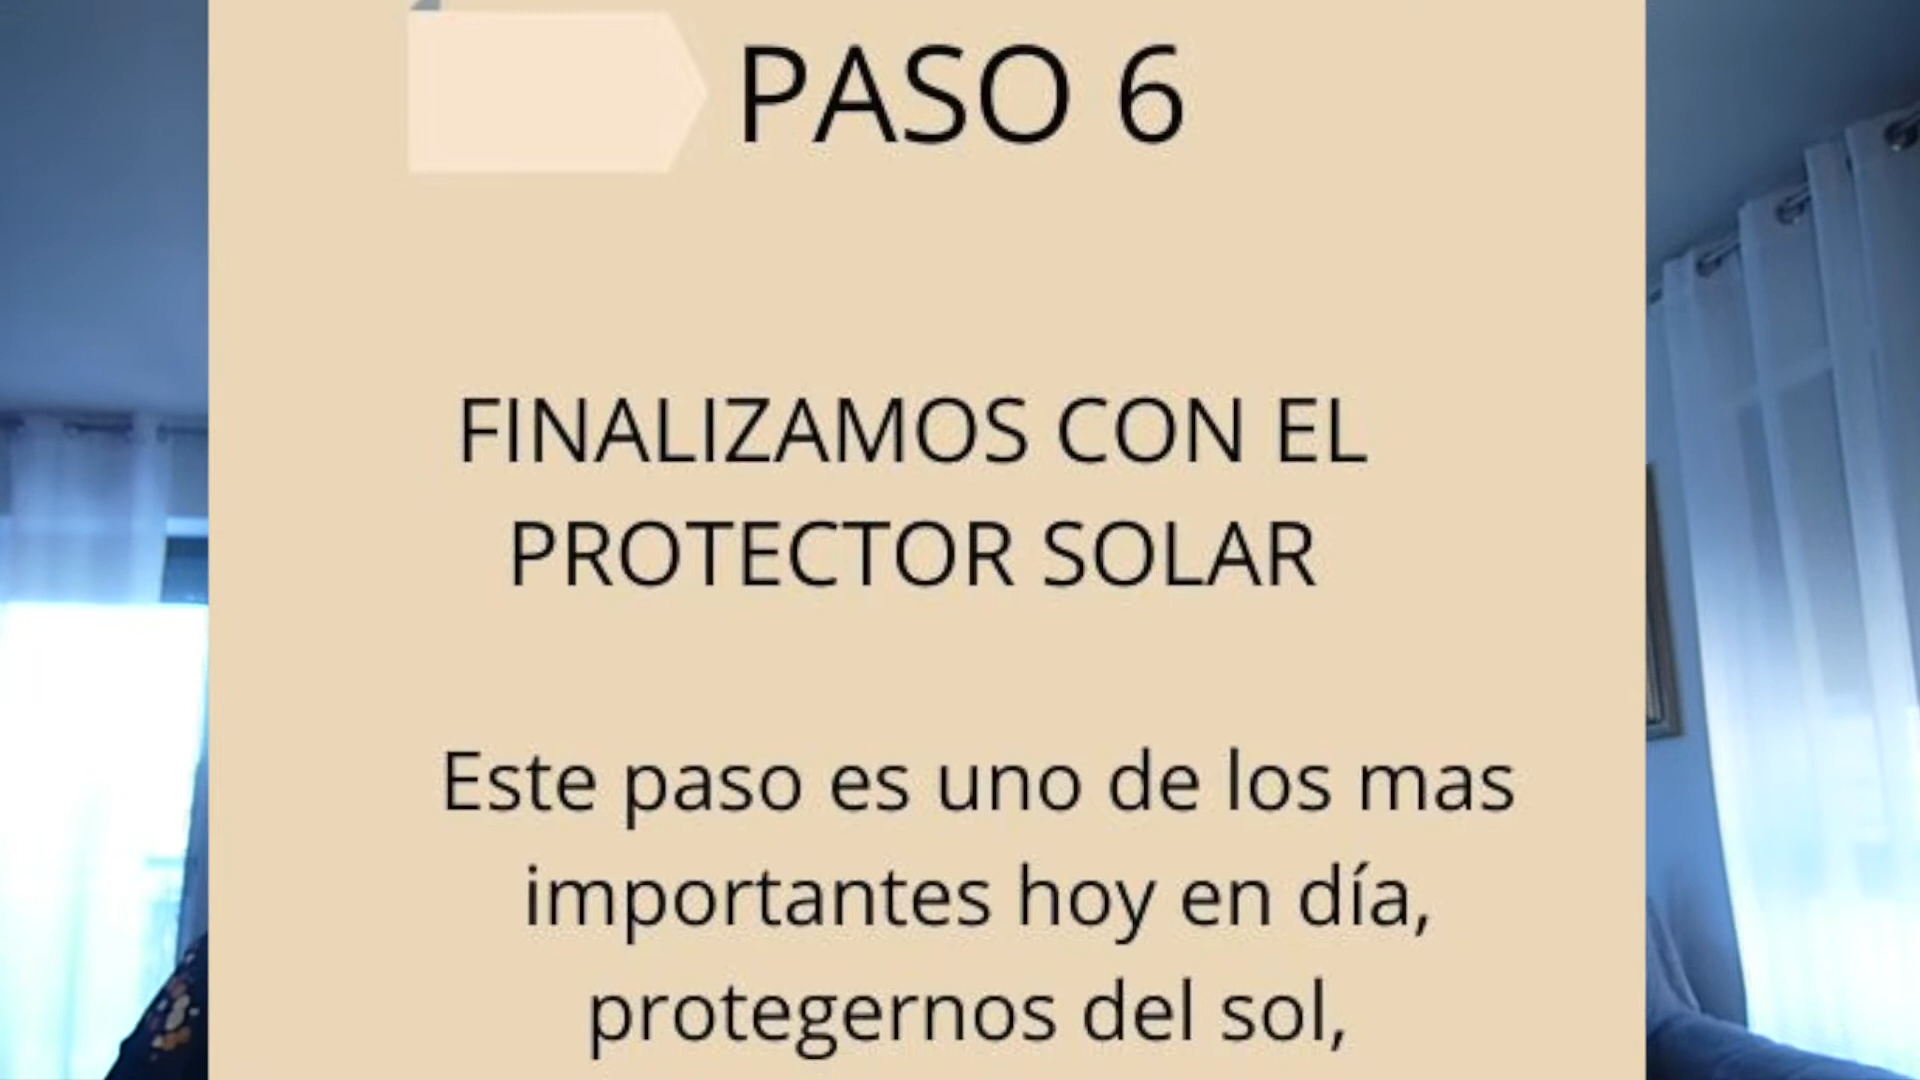 PASO 6
FINALIZAMOS CON EL
PROTECTOR SOLAR
Este paso es uno de los mas
importantes hoy en día,
protegernos del sol,